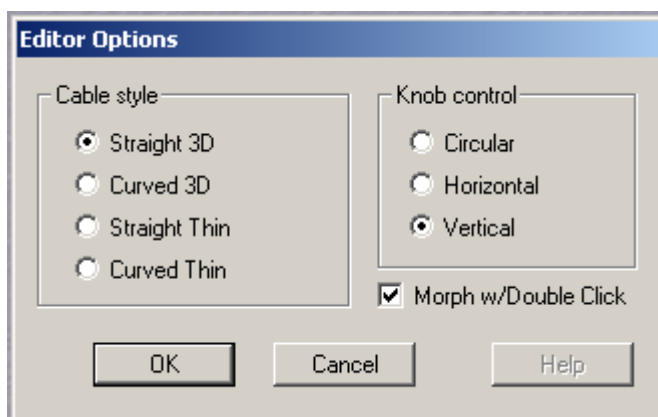 Editor Options
Cable style
Straight 3D
Curved 3D
Straight Thin
Curved Thin
Knob control
Circular
Horizontal
Vertical
Morph w/Double Click
OK
Cancel
Help